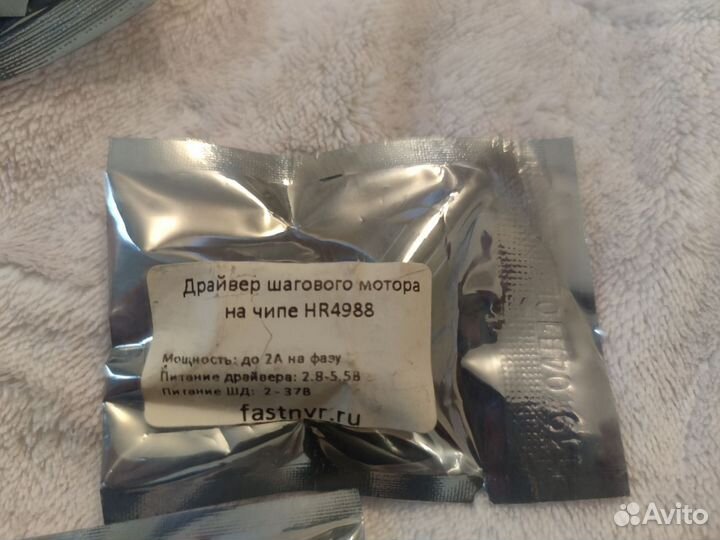 Драйвер шагового мотора
на чипе HR4988
Мощность: до 2А на фазу
Питание драйвера: 2.8-5.5В
Питание ШД: 2-37В
fastnvr.ru
Avito